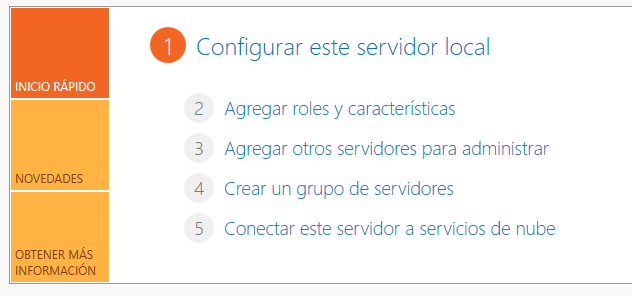 1 Configurar este servidor local
INICIO RÁPIDO
2 Agregar roles y características
3 Agregar otros servidores para administrar
NOVEDADES
4 Crear un grupo de servidores
5 Conectar este servidor a servicios de nube
OBTENER MÁS
INFORMACIÓN